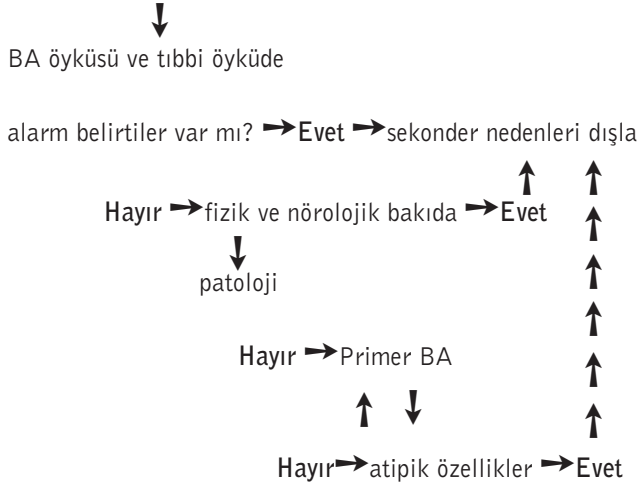 BA öyküsü ve tıbbi öyküde
alarm belirtiler var mı? Evet sekonder nedenleri dışla
Hayır fizik ve nörolojik bakıda Evet
patoloji
Hayır Primer BA
Hayır atipik özellikler Evet